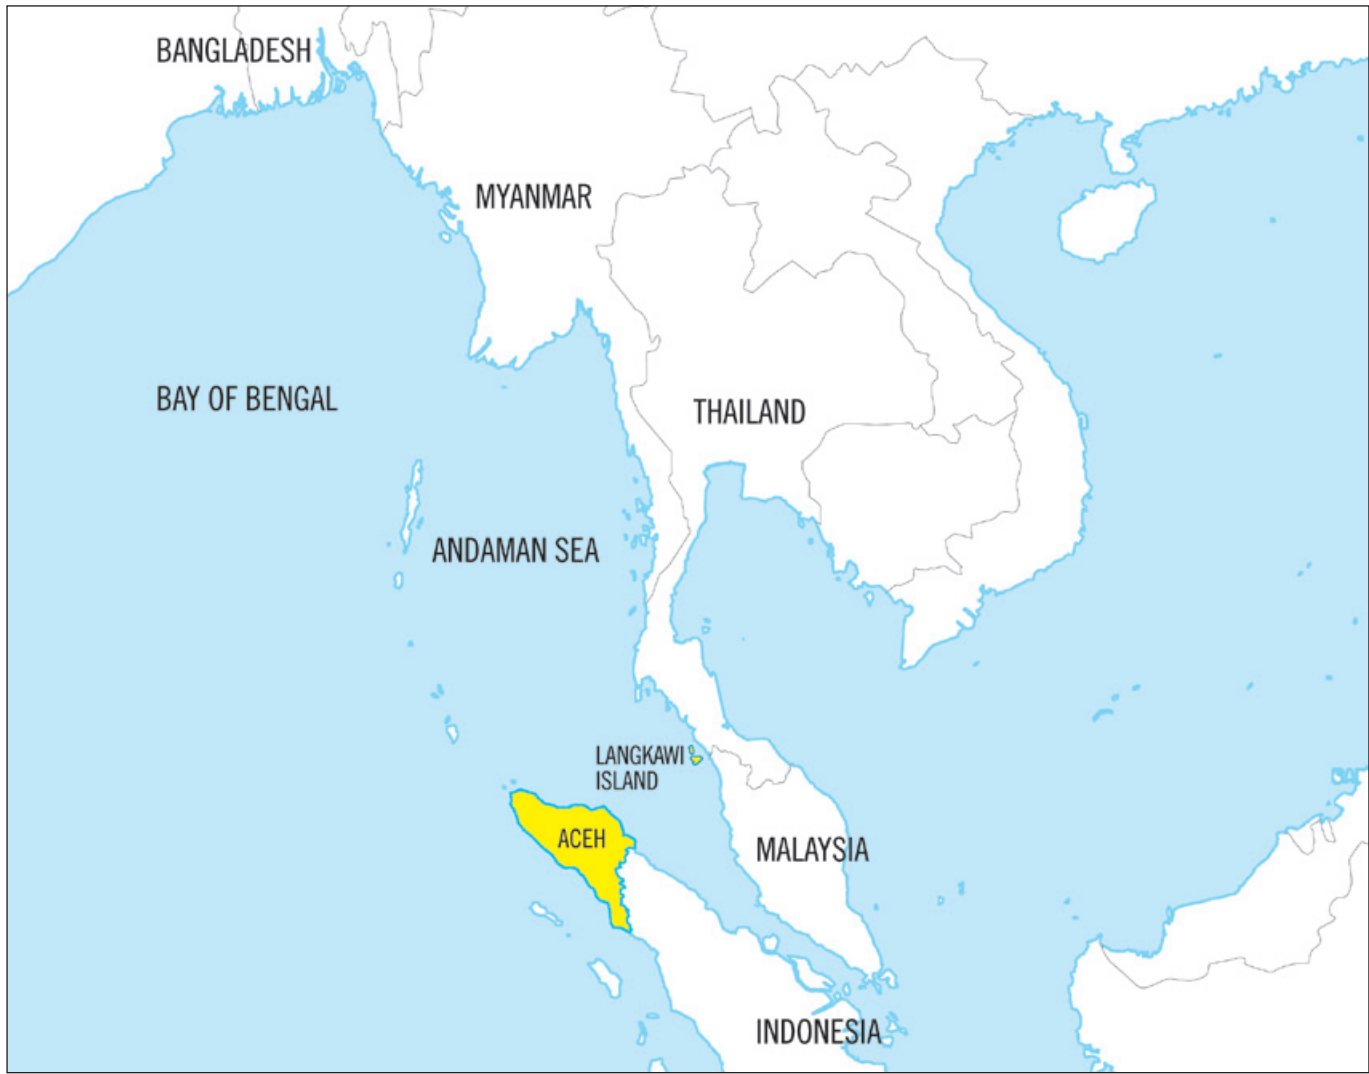 BANGLADESH
MYANMAR
BAY OF BENGAL
THAILAND
ANDAMAN SEA
LANGKAWI
ISLAND
ACEH
MALAYSIA
INDONESIA